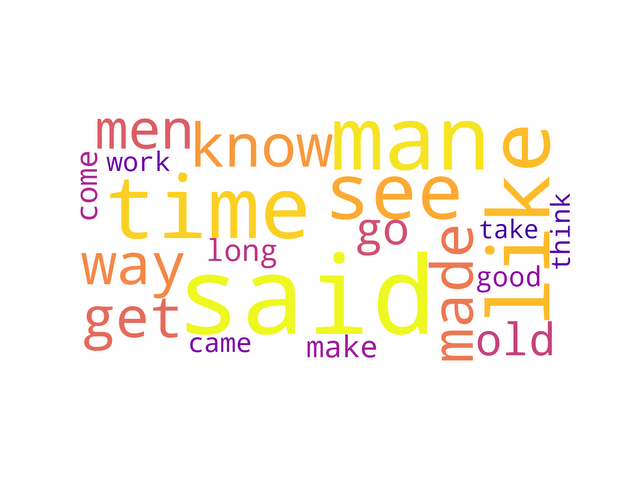 men
know
man
like
come
work
time
see
go
take
think
way
long
made
good
get
said
old
came
make